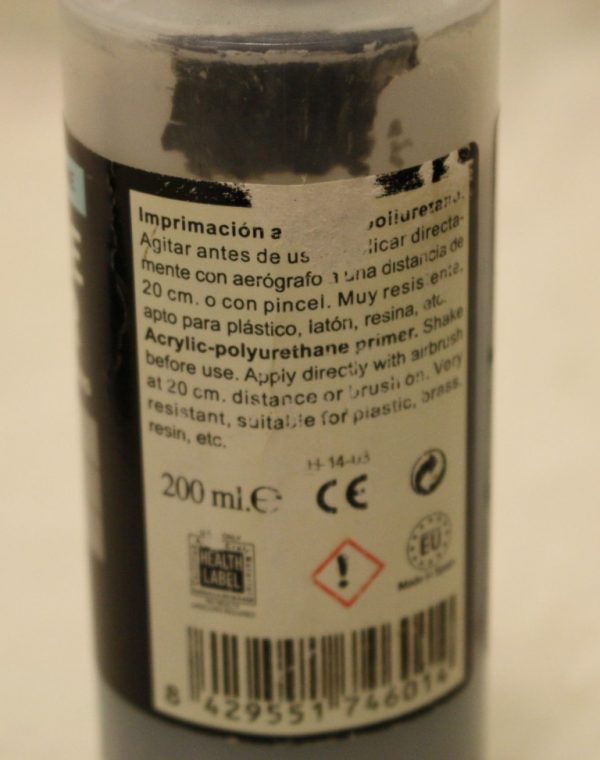 Imprimación a poliuretano.
Agitar antes de us licar directa-
mente con aerógrafo a una distancia de
20 cm. o con pincel. Muy resistente,
apto para plástico, latón, resina, etc.
Acrylic-polyurethane primer. Shake
before use. Apply directly with airbrush
at 20 cm. distance or brush on. Very
resistant, suitable for plastic, brass,
resin, etc.
H-14-03
200 ml.℮ CE
HEALTH
LABEL
EU
Made in Spain
8 429551 746014